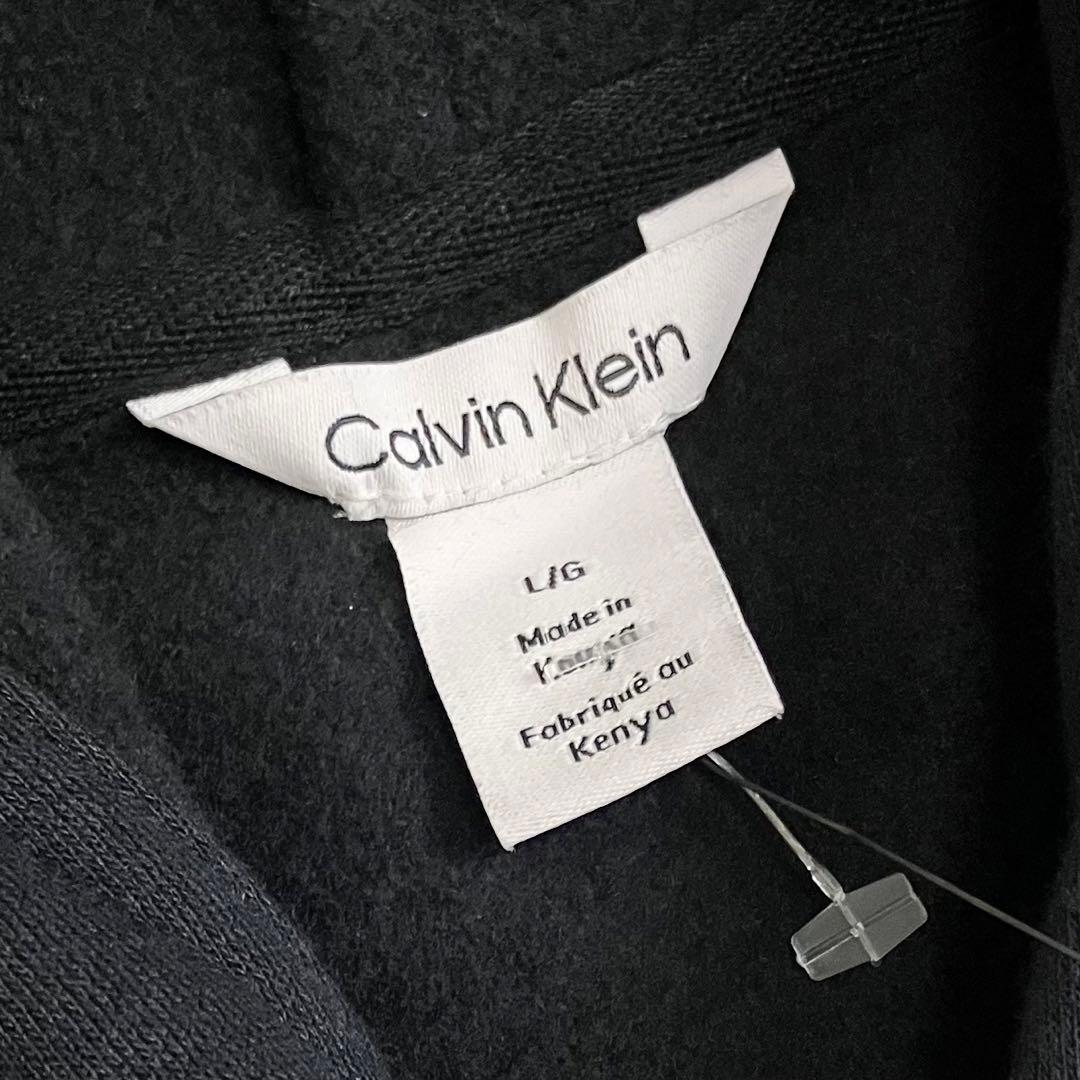 Calvin Klein
L/G
Made in
Fabriqué au
Kenya